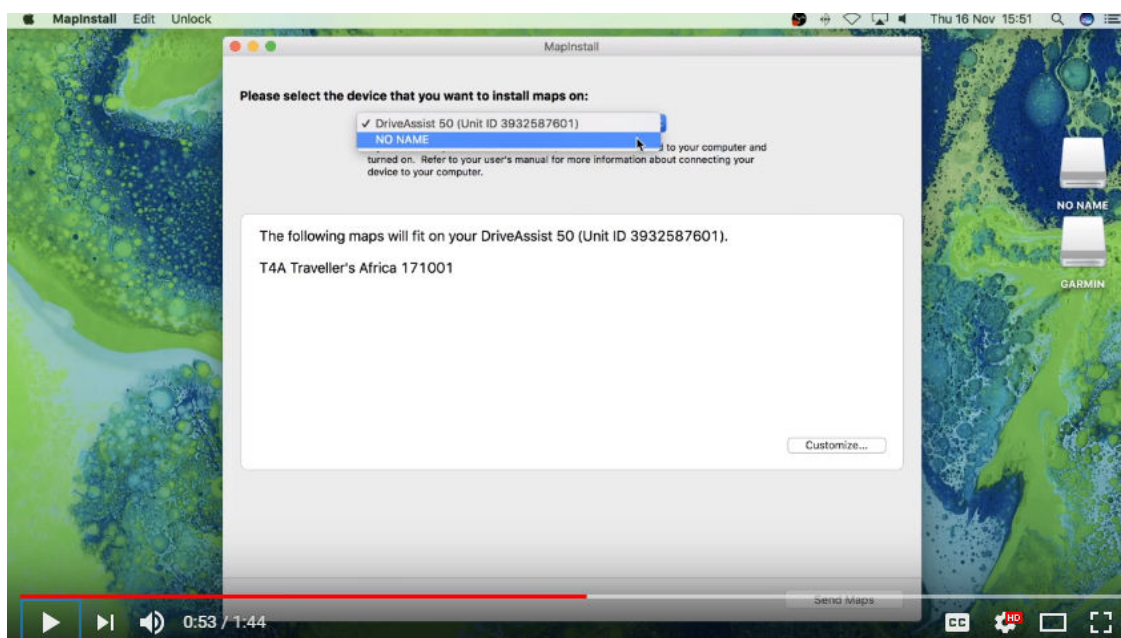 MapInstall Edit Unlock Thu 16 Nov 15:51
MapInstall
Please select the device that you want to install maps on:
✓ DriveAssist 50 (Unit ID 3932587601)
NO NAME
to your computer and
turned on. Refer to your user's manual for more information about connecting your
device to your computer.
The following maps will fit on your DriveAssist 50 (Unit ID 3932587601).
T4A Traveller's Africa 171001
Customize...
Send Maps
NO NAME
GARMIN
0:53 / 1:44
CC
HD